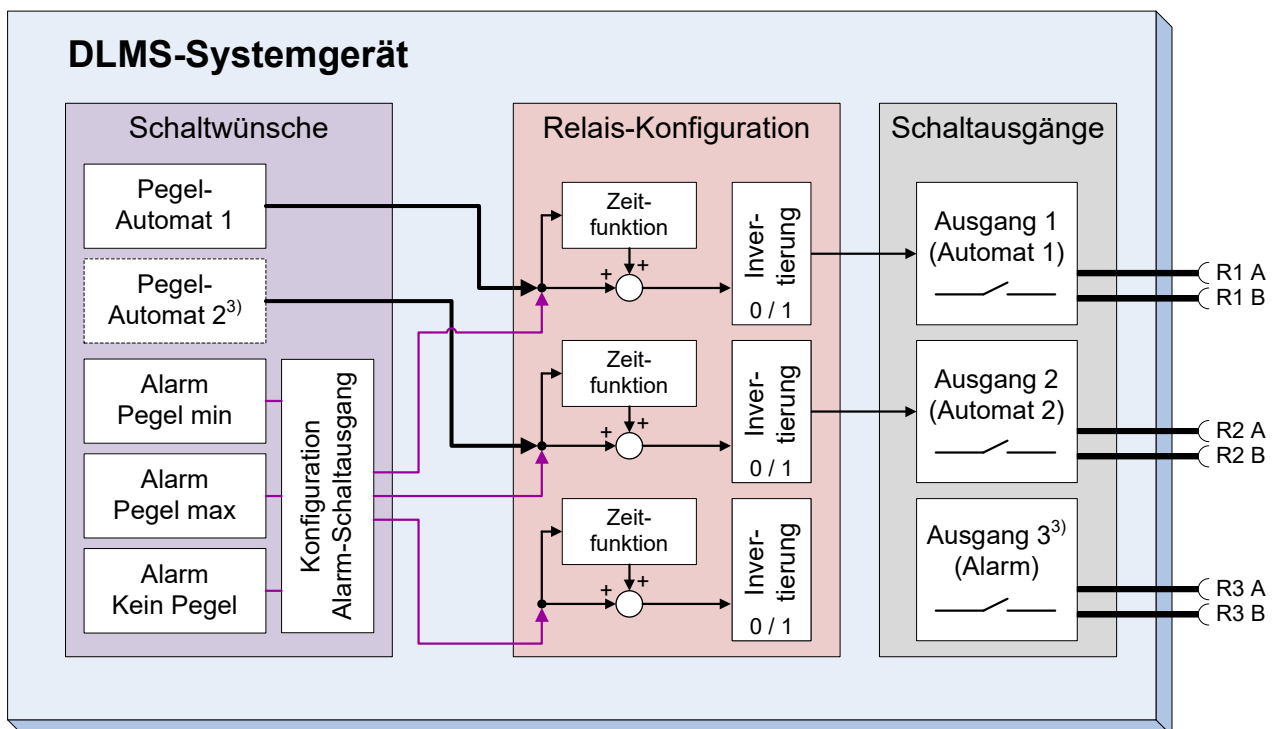 DLMS-Systemgerät
Schaltwünsche
Pegel-
Automat 1
Pegel-
Automat 2³⁾
Alarm
Pegel min
Alarm
Pegel max
Alarm
Kein Pegel
Konfiguration
Alarm-Schaltausgang
Relais-Konfiguration
Zeit-
funktion
+
+
Inver-
tierung
0 / 1
Zeit-
funktion
+
+
Inver-
tierung
0 / 1
Zeit-
funktion
+
+
Inver-
tierung
0 / 1
Schaltausgänge
Ausgang 1
(Automat 1)
R1 A
R1 B
Ausgang 2
(Automat 2)
R2 A
R2 B
Ausgang 3³⁾
(Alarm)
R3 A
R3 B